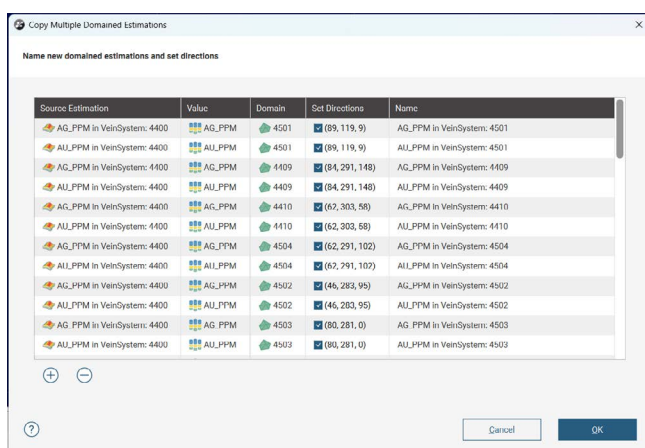 Copy Multiple Domained Estimations
Name new domained estimations and set directions
Source Estimation Value Domain Set Directions Name
AG_PPM in VeinSystem: 4400 AG_PPM 4501 (89, 119, 9) AG_PPM in VeinSystem: 4501
AU_PPM in VeinSystem: 4400 AU_PPM 4501 (89, 119, 9) AU_PPM in VeinSystem: 4501
AG_PPM in VeinSystem: 4400 AG_PPM 4409 (84, 291, 148) AG_PPM in VeinSystem: 4409
AU_PPM in VeinSystem: 4400 AU_PPM 4409 (84, 291, 148) AU_PPM in VeinSystem: 4409
AG_PPM in VeinSystem: 4400 AG_PPM 4410 (62, 303, 58) AG_PPM in VeinSystem: 4410
AU_PPM in VeinSystem: 4400 AU_PPM 4410 (62, 303, 58) AU_PPM in VeinSystem: 4410
AG_PPM in VeinSystem: 4400 AG_PPM 4504 (62, 291, 102) AG_PPM in VeinSystem: 4504
AU_PPM in VeinSystem: 4400 AU_PPM 4504 (62, 291, 102) AU_PPM in VeinSystem: 4504
AG_PPM in VeinSystem: 4400 AG_PPM 4502 (46, 283, 95) AG_PPM in VeinSystem: 4502
AU_PPM in VeinSystem: 4400 AU_PPM 4502 (46, 283, 95) AU_PPM in VeinSystem: 4502
AG_PPM in VeinSystem: 4400 AG_PPM 4503 (80, 281, 0) AG_PPM in VeinSystem: 4503
AU_PPM in VeinSystem: 4400 AU_PPM 4503 (80, 281, 0) AU_PPM in VeinSystem: 4503
Cancel OK